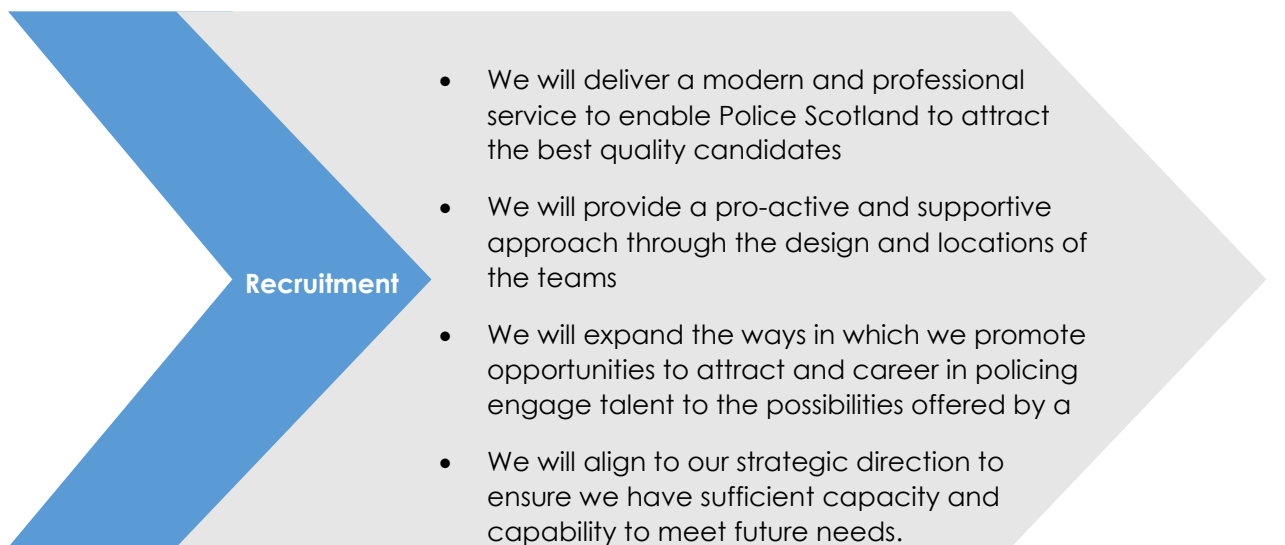 Recruitment
• We will deliver a modern and professional
service to enable Police Scotland to attract
the best quality candidates
• We will provide a pro-active and supportive
approach through the design and locations of
the teams
• We will expand the ways in which we promote
opportunities to attract and career in policing
engage talent to the possibilities offered by a
• We will align to our strategic direction to
ensure we have sufficient capacity and
capability to meet future needs.